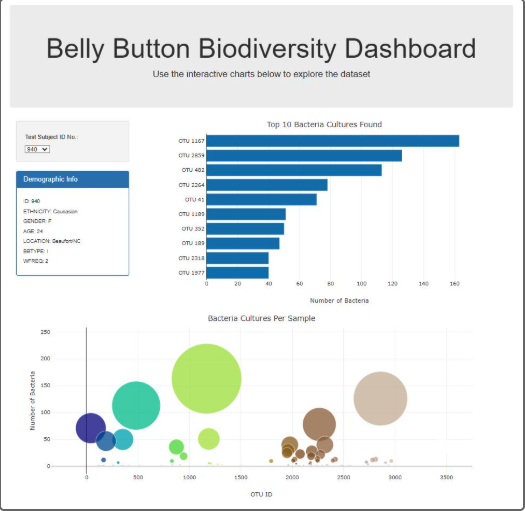 Belly Button Biodiversity Dashboard
Use the interactive charts below to explore the dataset
Test Subject ID No.:
940
Demographic Info
ID: 940
ETHNICITY: Caucasian
GENDER: F
AGE: 24
LOCATION: Beaufort/NC
BBTYPE: I
WFREQ: 2
Top 10 Bacteria Cultures Found
OTU 1167
OTU 2859
OTU 482
OTU 2264
OTU 41
OTU 1189
OTU 352
OTU 189
OTU 2318
OTU 1977
0 20 40 60 80 100 120 140 160
Number of Bacteria
Bacteria Cultures Per Sample
250
200
150
100
50
0
Number of Bacteria
0 500 1000 1500 2000 2500 3000 3500
OTU ID